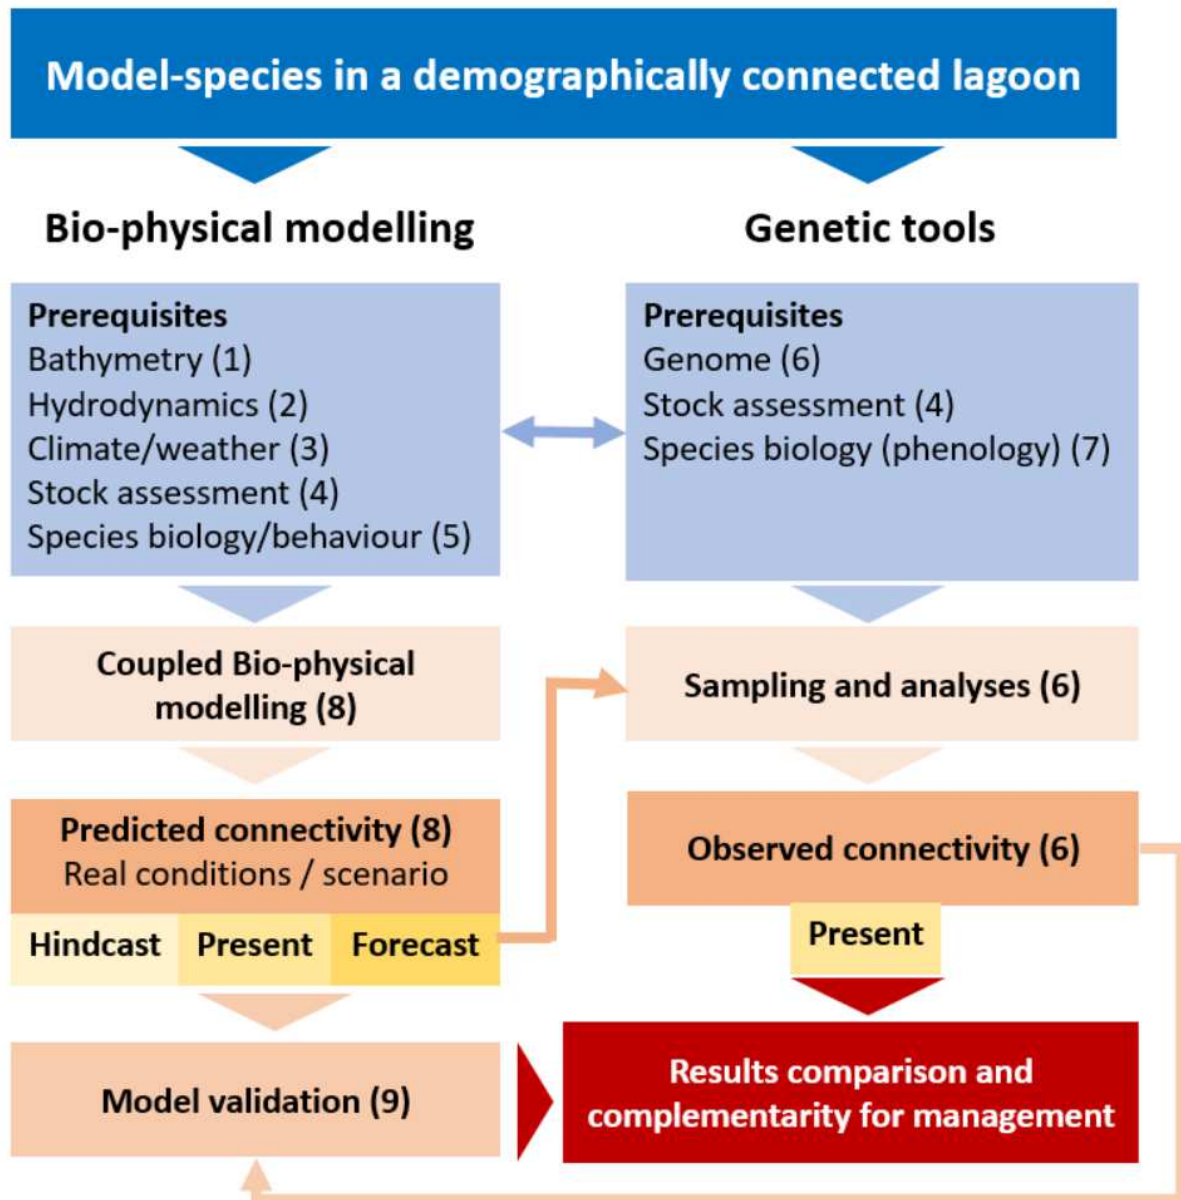 Model-species in a demographically connected lagoon
Bio-physical modelling
Prerequisites
Bathymetry (1)
Hydrodynamics (2)
Climate/weather (3)
Stock assessment (4)
Species biology/behaviour (5)
Coupled Bio-physical
modelling (8)
Predicted connectivity (8)
Real conditions / scenario
Hindcast Present Forecast
Model validation (9)
Genetic tools
Prerequisites
Genome (6)
Stock assessment (4)
Species biology (phenology) (7)
Sampling and analyses (6)
Observed connectivity (6)
Present
Results comparison and
complementarity for management